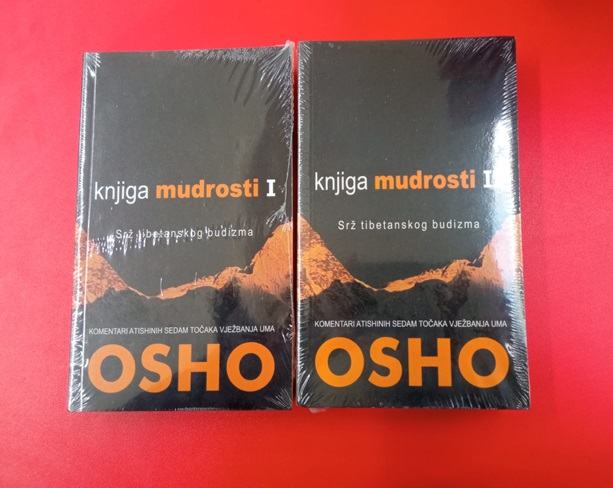 knjiga mudrosti I
Srž tibetanskog budizma
KOMENTARI ATISHINIH SEDAM TOČAKA VJEŽBANJA UMA
OSHO
knjiga mudrosti II
Srž tibetanskog budizma
KOMENTARI ATISHINIH SEDAM TOČAKA VJEŽBANJA UMA
OSHO